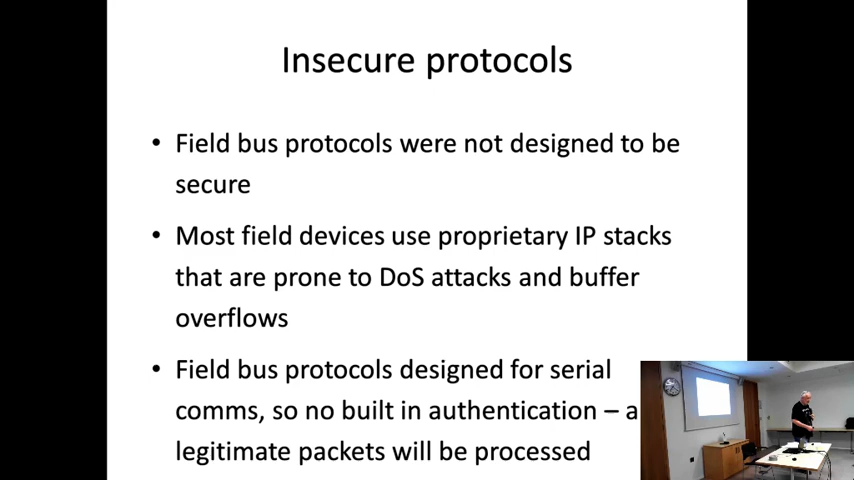 Insecure protocols
• Field bus protocols were not designed to be
secure
• Most field devices use proprietary IP stacks
that are prone to DoS attacks and buffer
overflows
• Field bus protocols designed for serial
comms, so no built in authentication – a
legitimate packets will be processed